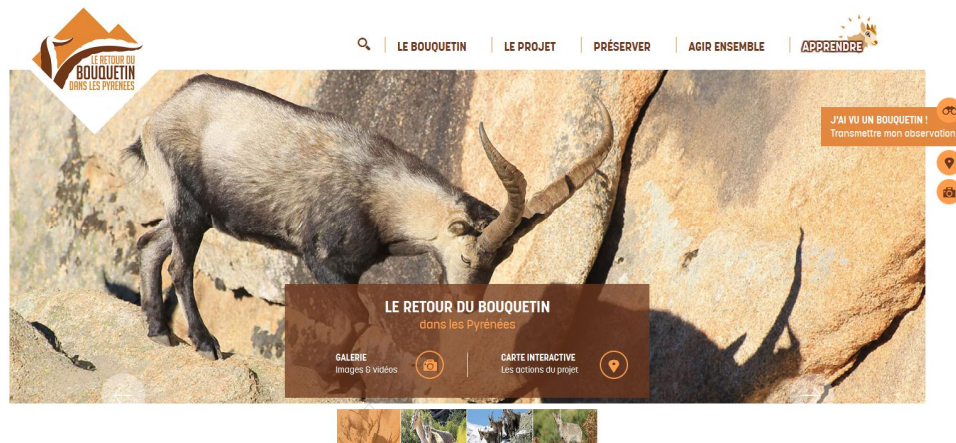 LE RETOUR DU
BOUQUETIN
DANS LES PYRENEES
LE BOUQUETIN
LE PROJET
PRÉSERVER
AGIR ENSEMBLE
APPRENDRE
J'AI VU UN BOUQUETIN !
Transmettre mon observation
LE RETOUR DU BOUQUETIN
dans les Pyrénées
GALERIE
Images & vidéos
CARTE INTERACTIVE
Les actions du projet